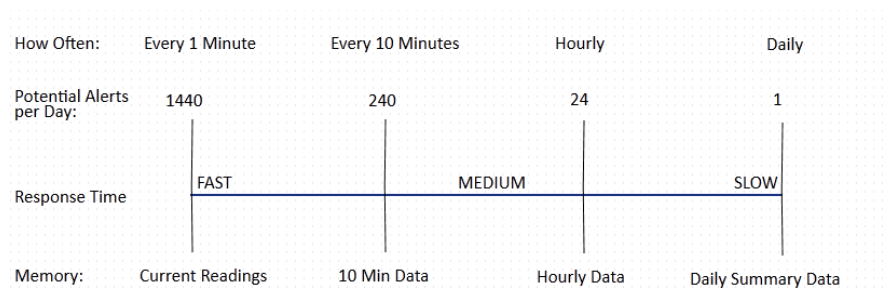 How Often: Every 1 Minute Every 10 Minutes Hourly Daily
Potential Alerts
per Day: 1440 240 24 1
FAST MEDIUM SLOW
Response Time
Memory: Current Readings 10 Min Data Hourly Data Daily Summary Data